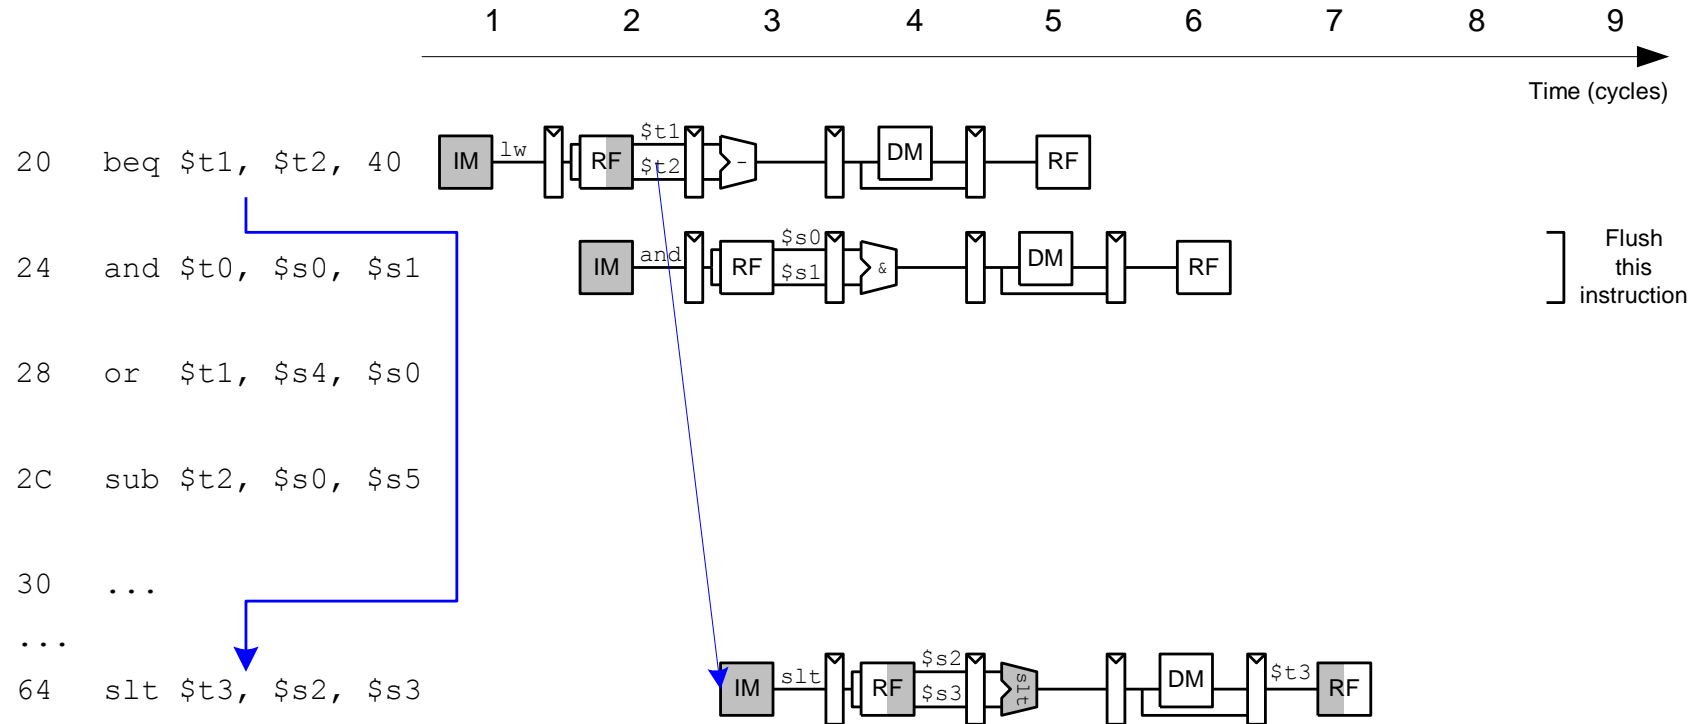 1 2 3 4 5 6 7 8 9
Time (cycles)
20 beq $t1, $t2, 40 IM lw RF $t1 $t2 - DM RF
24 and $t0, $s0, $s1 IM and RF $s0 $s1 & DM RF
Flush
this
instruction
28 or $t1, $s4, $s0
2C sub $t2, $s0, $s5
30 ...
...
64 slt $t3, $s2, $s3 IM slt RF $s2 $s3 slt DM $t3 RF